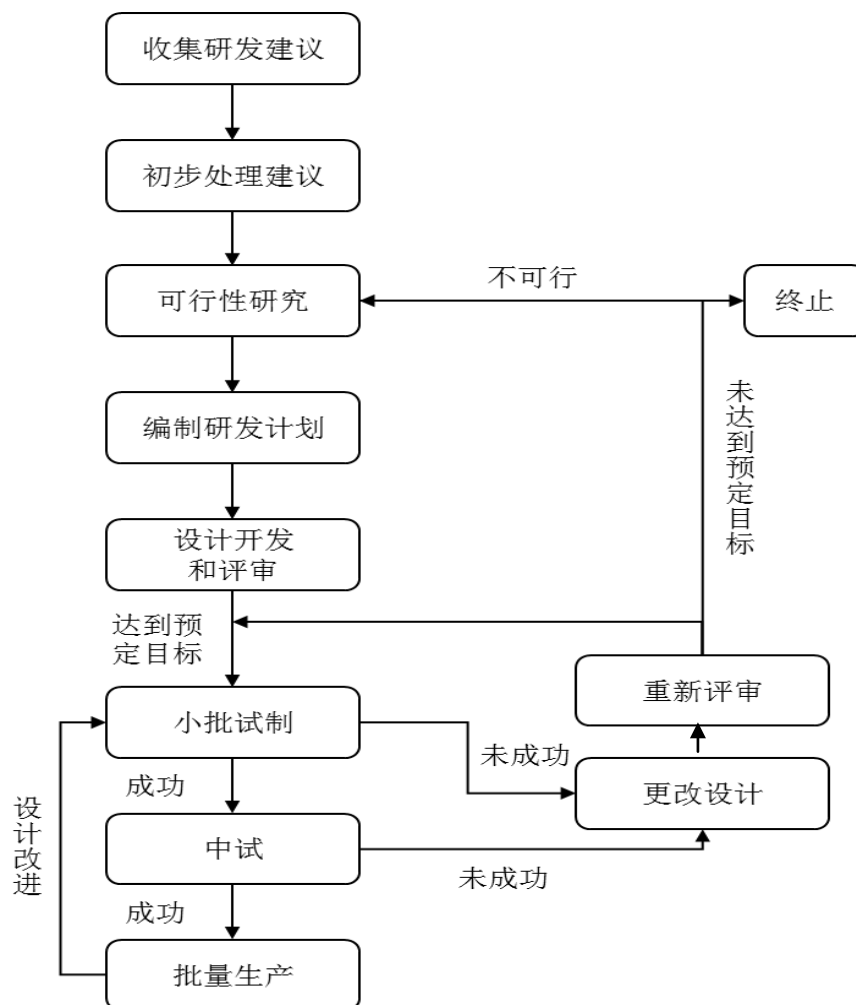 收集研发建议
初步处理建议
不可行
可行性研究
终止
编制研发计划
未达到预定目标
设计开发
和评审
达到预
定目标
重新评审
小批试制
未成功
更改设计
成功
设计改进
中试
未成功
成功
批量生产